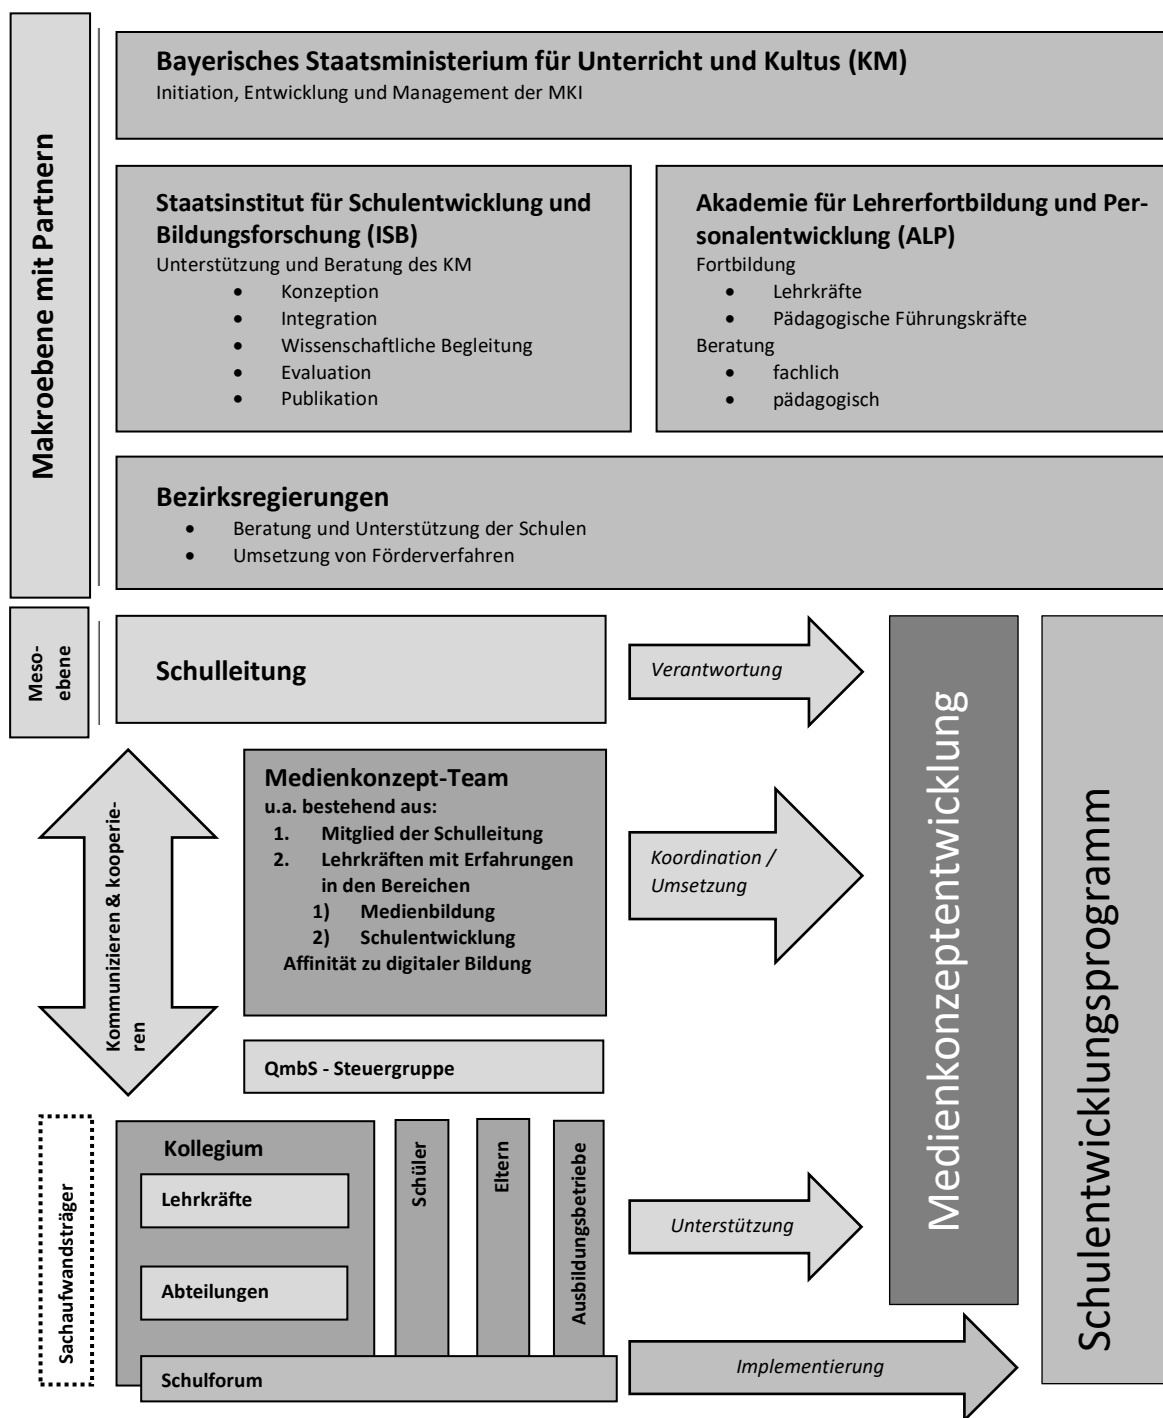 Makroebene mit Partnern
Bayerisches Staatsministerium für Unterricht und Kultus (KM)
Initiation, Entwicklung und Management der MKI
Staatsinstitut für Schulentwicklung und
Bildungsforschung (ISB)
Unterstützung und Beratung des KM
• Konzeption
• Integration
• Wissenschaftliche Begleitung
• Evaluation
• Publikation
Akademie für Lehrerfortbildung und Per-
sonalentwicklung (ALP)
Fortbildung
• Lehrkräfte
• Pädagogische Führungskräfte
Beratung
• fachlich
• pädagogisch
Bezirksregierungen
• Beratung und Unterstützung der Schulen
• Umsetzung von Förderverfahren
Meso-
ebene
Schulleitung
Verantwortung
Kommunizieren & kooperie-
ren
Medienkonzept-Team
u.a. bestehend aus:
1. Mitglied der Schulleitung
2. Lehrkräften mit Erfahrungen
in den Bereichen
1) Medienbildung
2) Schulentwicklung
Affinität zu digitaler Bildung
Koordination /
Umsetzung
QmbS - Steuergruppe
Sachaufwandsträger
Kollegium
Lehrkräfte
Abteilungen
Schüler
Eltern
Ausbildungsbetriebe
Schulforum
Unterstützung
Implementierung
Medienkonzeptentwicklung
Schulentwicklungsprogramm